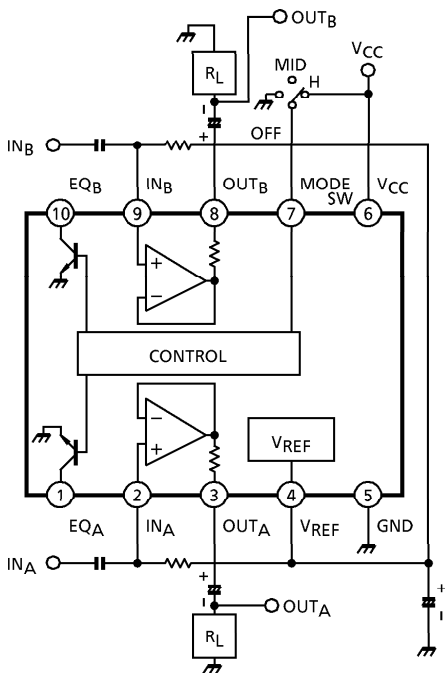 OUTB
RL
MID
H
VCC
INB
OFF
EQB
INB
OUTB
MODE
SW
VCC
10
9
8
7
6
+
−
CONTROL
−
+
VREF
1
2
3
4
5
EQA
INA
OUTA
VREF
GND
INA
OUTA
RL